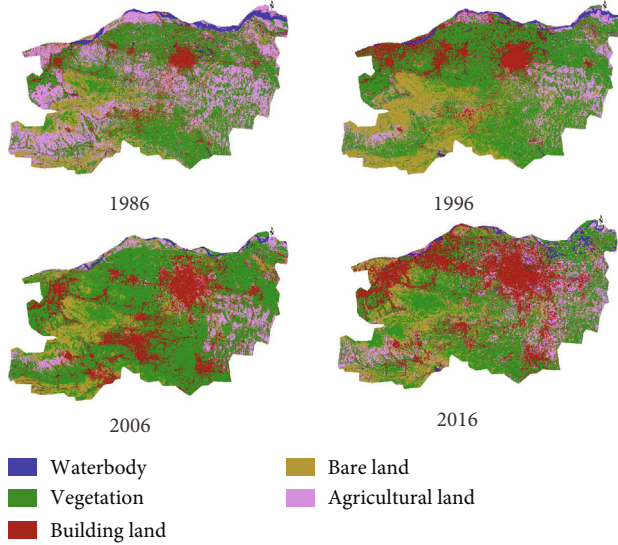 1986
1996
2006
2016
Waterbody
Vegetation
Building land
Bare land
Agricultural land